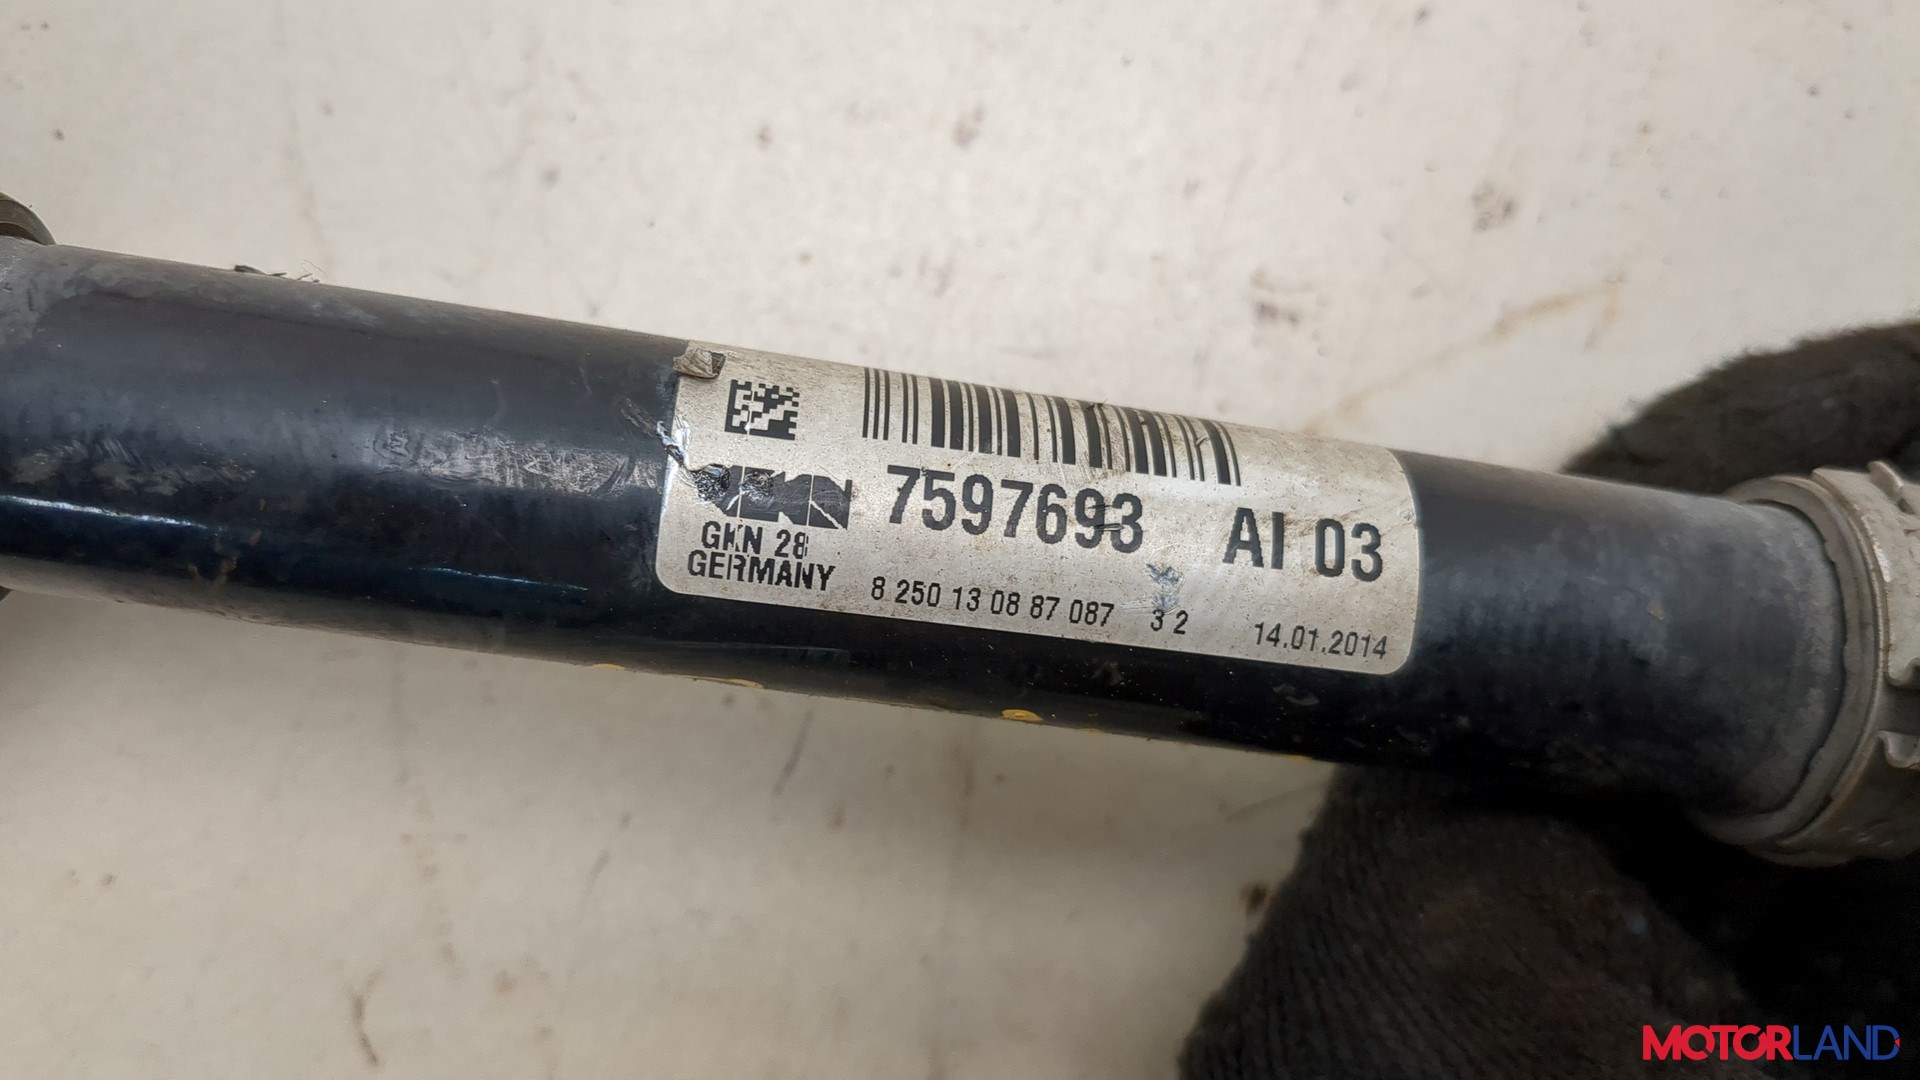 GKN 7597693 AI 03
GKN 28
GERMANY
8 250 13 08 87 087 3 2 14.01.2014
MOTORLAND